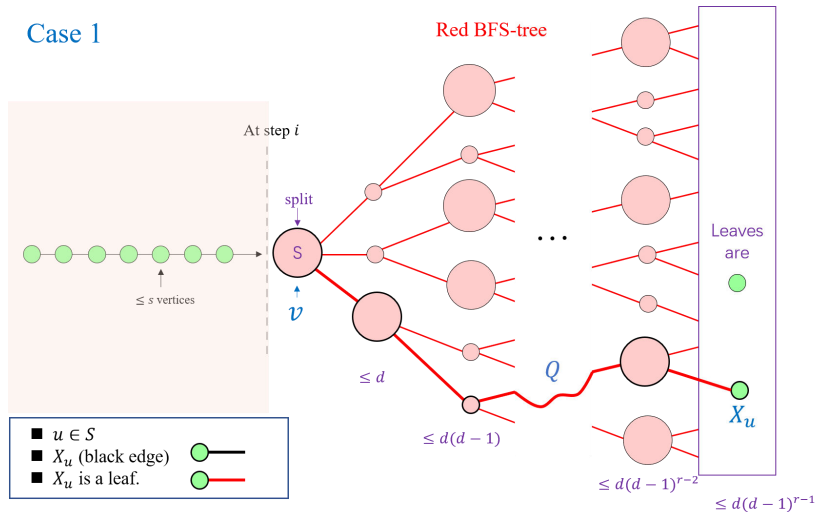 Case 1
Red BFS-tree
At step i
split
S
v
≤ s vertices
...
Leaves
are
≤ d
Q
X_u
≤ d(d − 1)
≤ d(d − 1)^{r−2}
≤ d(d − 1)^{r−1}
■ u ∈ S
■ X_u (black edge)
■ X_u is a leaf.